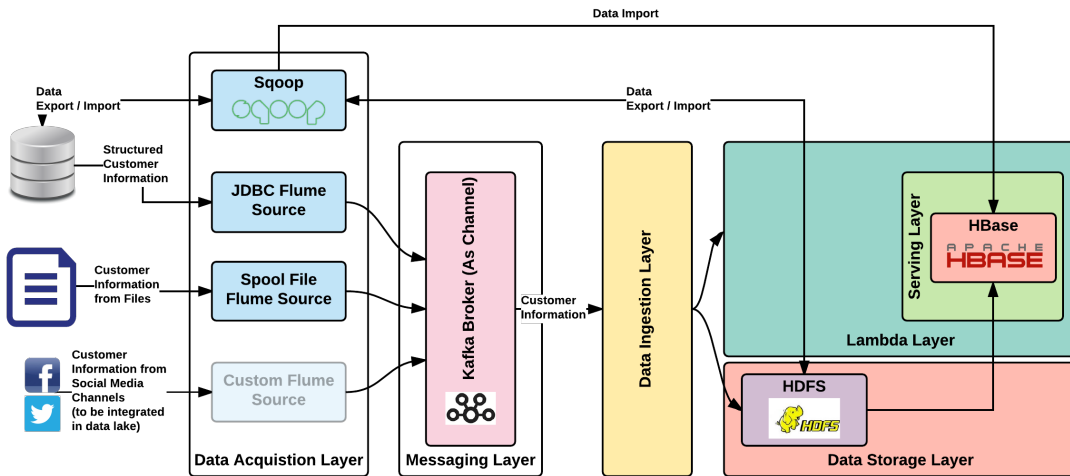 Data Import
Sqoop
sqoop
Data
Export / Import
Data
Export / Import
Structured
Customer
Information
JDBC Flume
Source
Kafka Broker (As Channel)
Data Ingestion Layer
Serving Layer
HBase
APACHE
HBASE
Customer
Information
from Files
Spool File
Flume Source
Customer
Information
Lambda Layer
f
Customer
Information from
Social Media
Channels
(to be integrated
in data lake)
Custom Flume
Source
HDFS
HDFS
Data Acquistion Layer
Messaging Layer
Data Storage Layer